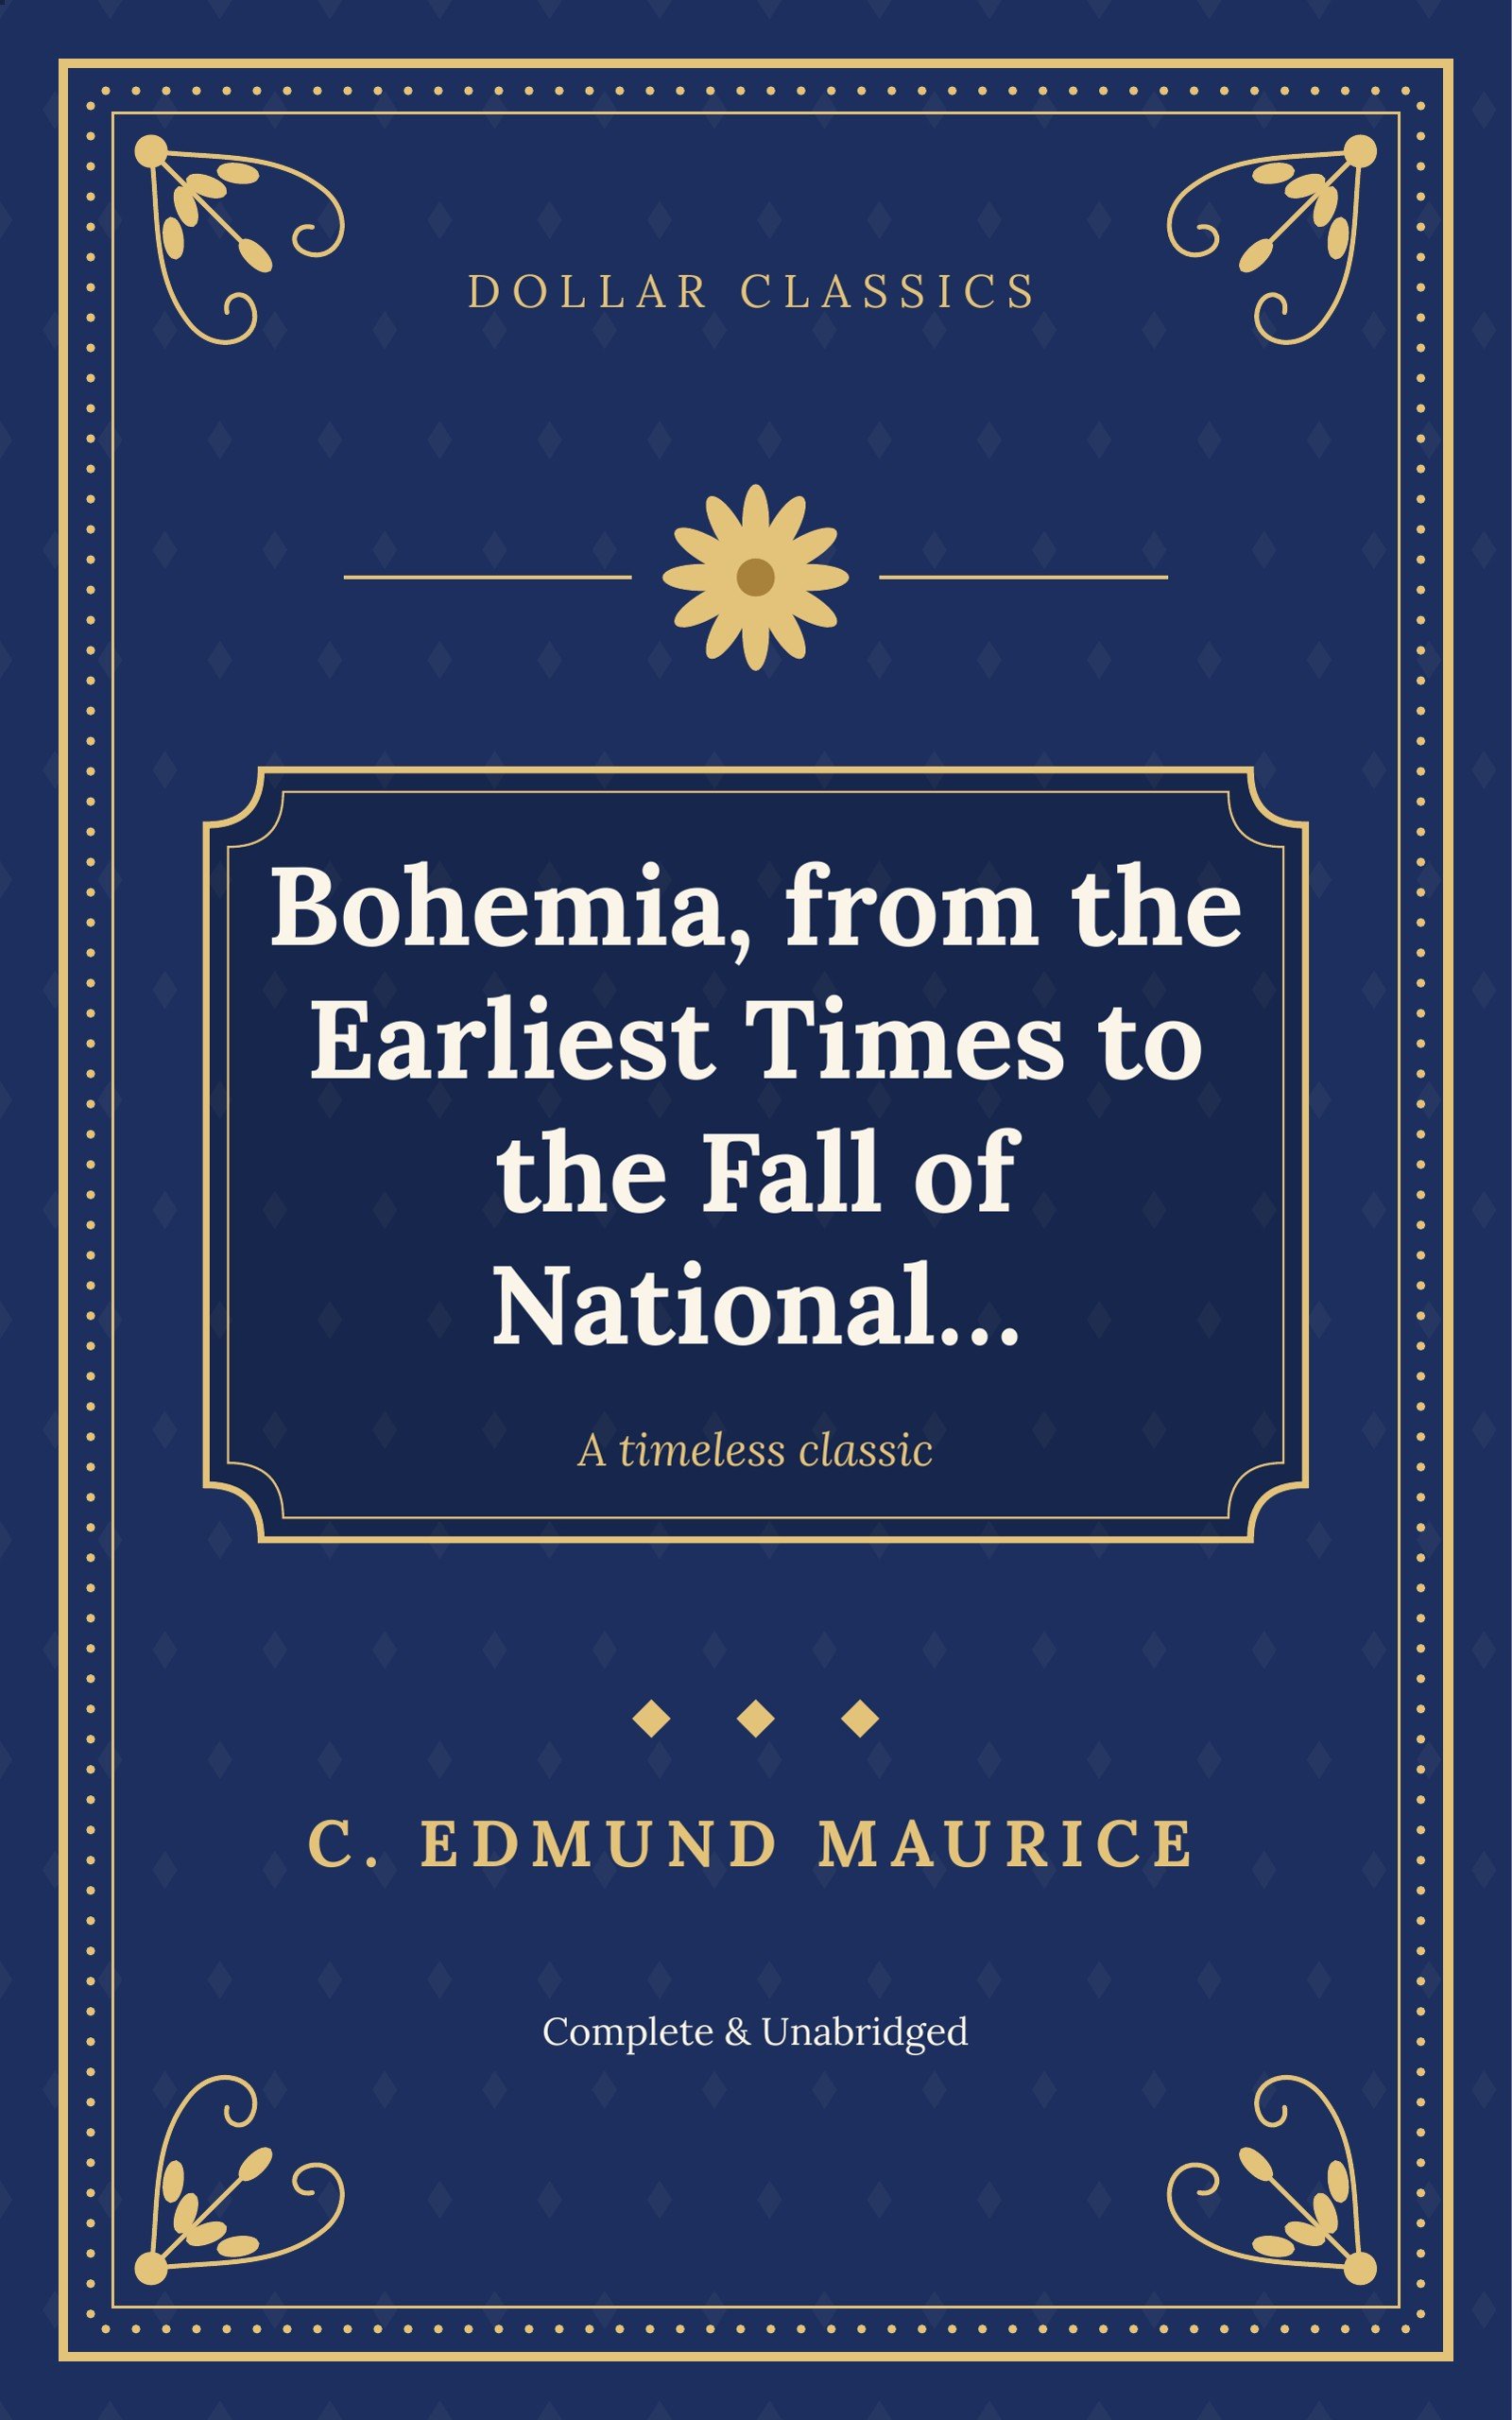 DOLLAR CLASSICS
Bohemia, from the
Earliest Times to
the Fall of
National...
A timeless classic
C. EDMUND MAURICE
Complete & Unabridged